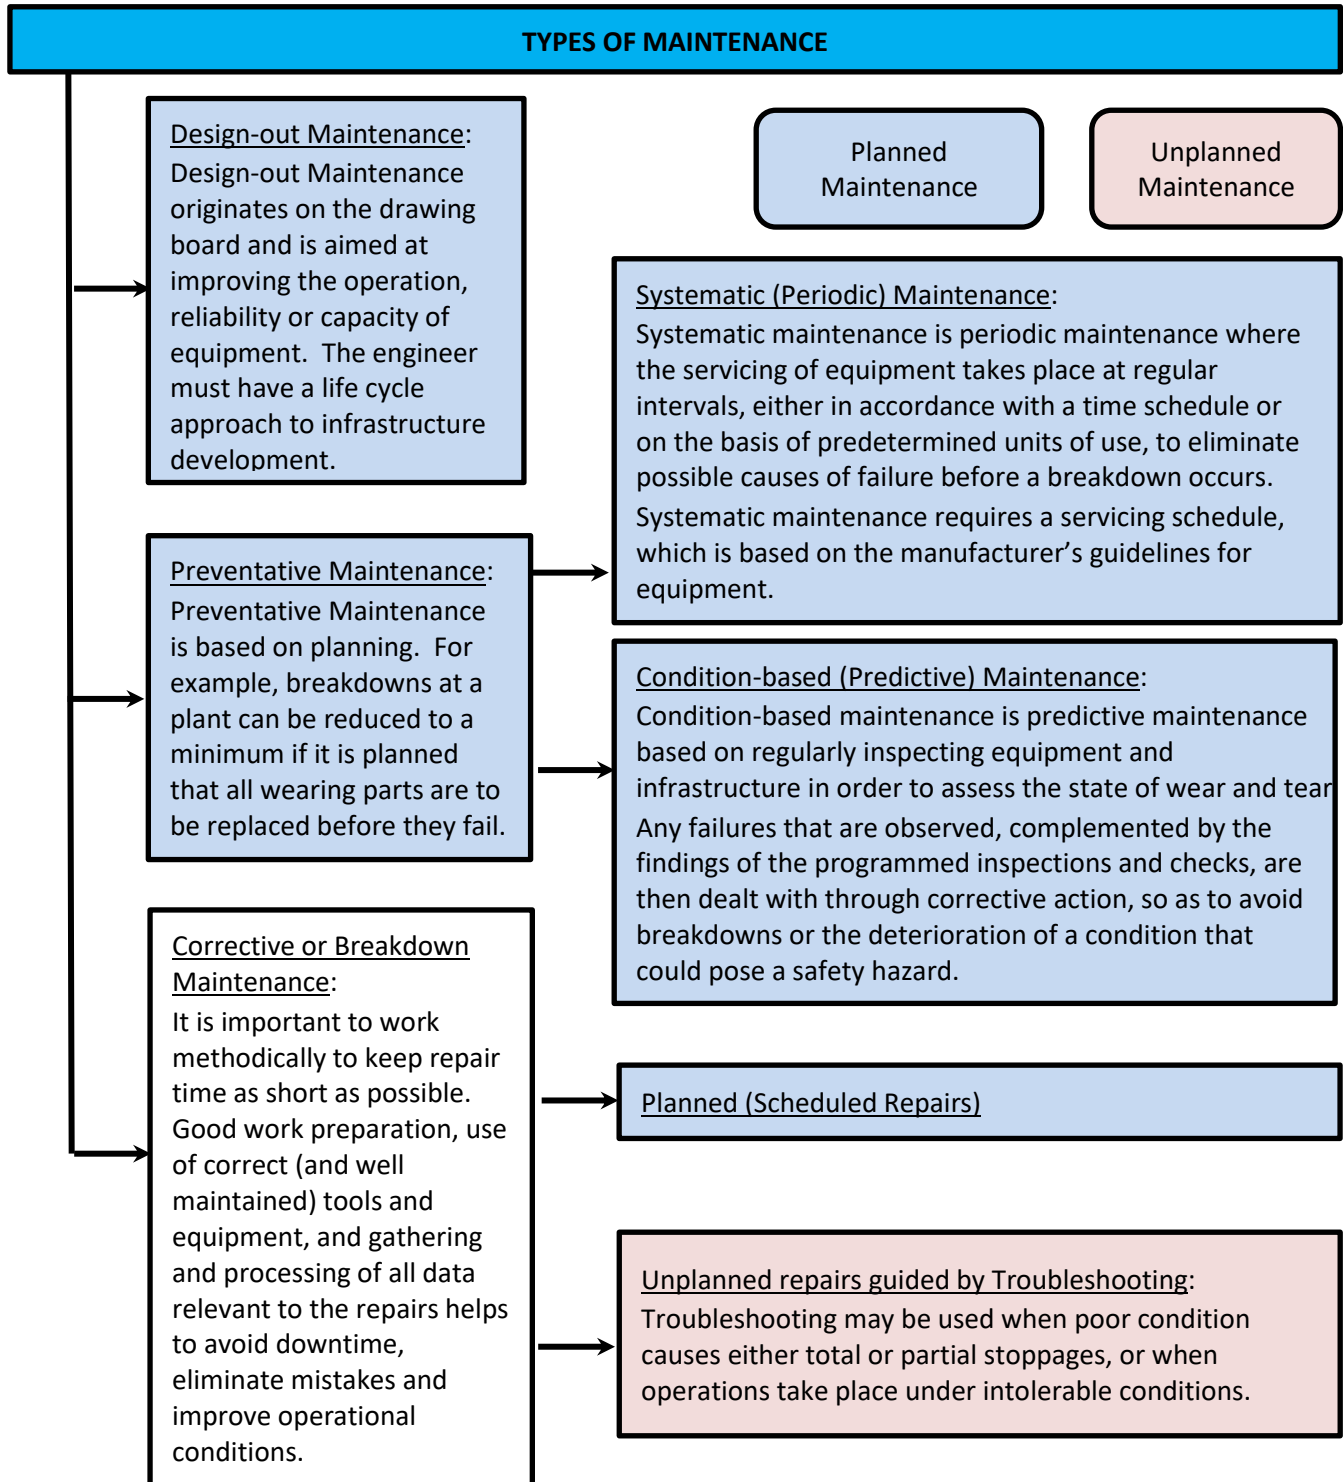 TYPES OF MAINTENANCE
Design-out Maintenance:
Design-out Maintenance
originates on the drawing
board and is aimed at
improving the operation,
reliability or capacity of
equipment.  The engineer
must have a life cycle
approach to infrastructure
development.
Planned
Maintenance
Unplanned
Maintenance
Preventative Maintenance:
Preventative Maintenance
is based on planning.  For
example, breakdowns at a
plant can be reduced to a
minimum if it is planned
that all wearing parts are to
be replaced before they fail.
Systematic (Periodic) Maintenance:
Systematic maintenance is periodic maintenance where
the servicing of equipment takes place at regular
intervals, either in accordance with a time schedule or
on the basis of predetermined units of use, to eliminate
possible causes of failure before a breakdown occurs.
Systematic maintenance requires a servicing schedule,
which is based on the manufacturer’s guidelines for
equipment.
Condition-based (Predictive) Maintenance:
Condition-based maintenance is predictive maintenance
based on regularly inspecting equipment and
infrastructure in order to assess the state of wear and tear
Any failures that are observed, complemented by the
findings of the programmed inspections and checks, are
then dealt with through corrective action, so as to avoid
breakdowns or the deterioration of a condition that
could pose a safety hazard.
Corrective or Breakdown
Maintenance:
It is important to work
methodically to keep repair
time as short as possible.
Good work preparation, use
of correct (and well
maintained) tools and
equipment, and gathering
and processing of all data
relevant to the repairs helps
to avoid downtime,
eliminate mistakes and
improve operational
conditions.
Planned (Scheduled Repairs)
Unplanned repairs guided by Troubleshooting:
Troubleshooting may be used when poor condition
causes either total or partial stoppages, or when
operations take place under intolerable conditions.